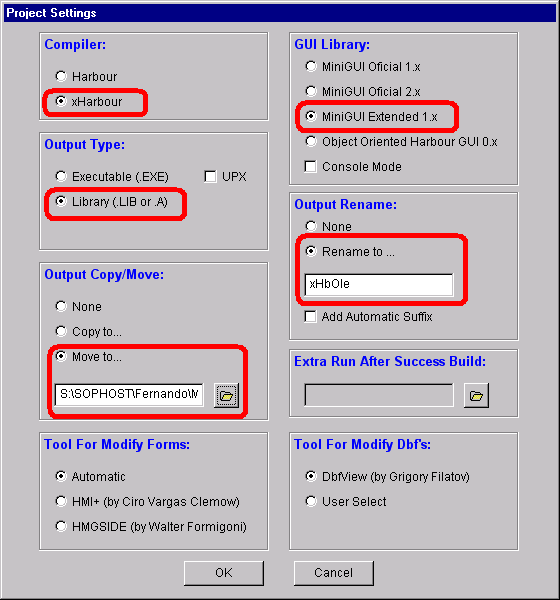 Project Settings
Compiler:
Harbour
xHarbour
Output Type:
Executable (.EXE)
UPX
Library (.LIB or .A)
Output Copy/Move:
None
Copy to...
Move to...
S:\SOPHOST\Fernando\M
Tool For Modify Forms:
Automatic
HMI+ (by Ciro Vargas Clemow)
HMGSIDE (by Walter Formigoni)
GUI Library:
MiniGUI Oficial 1.x
MiniGUI Oficial 2.x
MiniGUI Extended 1.x
Object Oriented Harbour GUI 0.x
Console Mode
Output Rename:
None
Rename to ...
xHbOle
Add Automatic Suffix
Extra Run After Success Build:
Tool For Modify Dbf's:
DbfView (by Grigory Filatov)
User Select
OK
Cancel